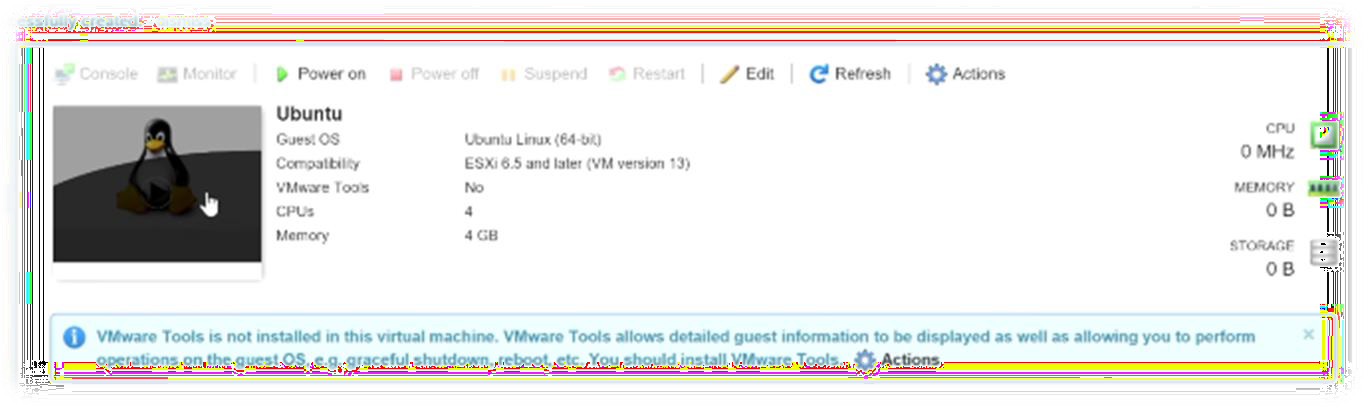 ssfully created
Console Monitor Power on Power off Suspend Restart Edit Refresh Actions
Ubuntu
Guest OS Ubuntu Linux (64-bit)
Compatibility ESXi 6.5 and later (VM version 13)
VMware Tools No
CPUs 4
Memory 4 GB
CPU
0 MHz
MEMORY
0 B
STORAGE
0 B
VMware Tools is not installed in this virtual machine. VMware Tools allows detailed guest information to be displayed as well as allowing you to perform
operations on the guest OS, e.g. graceful shutdown, reboot, etc. You should install VMware Tools. Actions